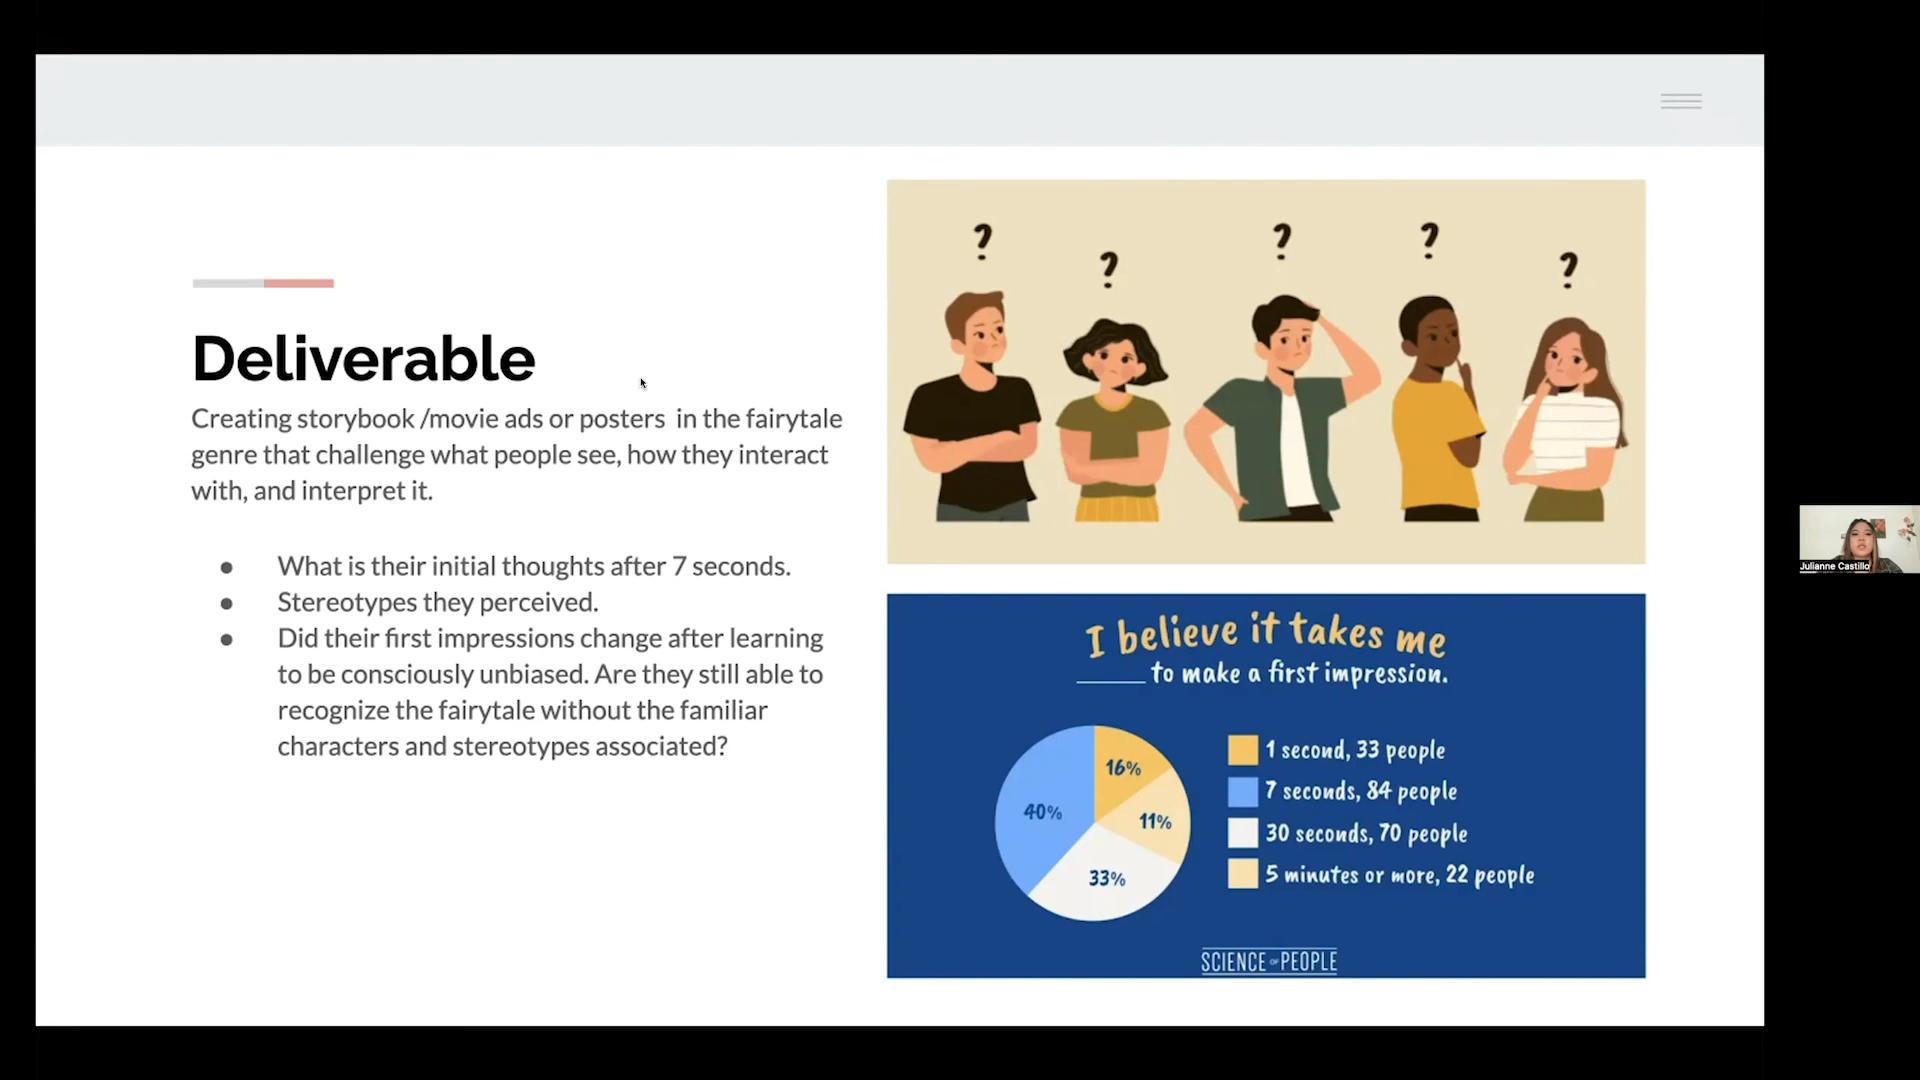 Deliverable
Creating storybook /movie ads or posters  in the fairytale
genre that challenge what people see, how they interact
with, and interpret it.
● What is their initial thoughts after 7 seconds.
● Stereotypes they perceived.
● Did their first impressions change after learning
to be consciously unbiased. Are they still able to
recognize the fairytale without the familiar
characters and stereotypes associated?
? ? ? ? ?
I believe it takes me
______ to make a first impression.
16%
11%
33%
40%
1 second, 33 people
7 seconds, 84 people
30 seconds, 70 people
5 minutes or more, 22 people
SCIENCE OF PEOPLE
Julianne Castillo